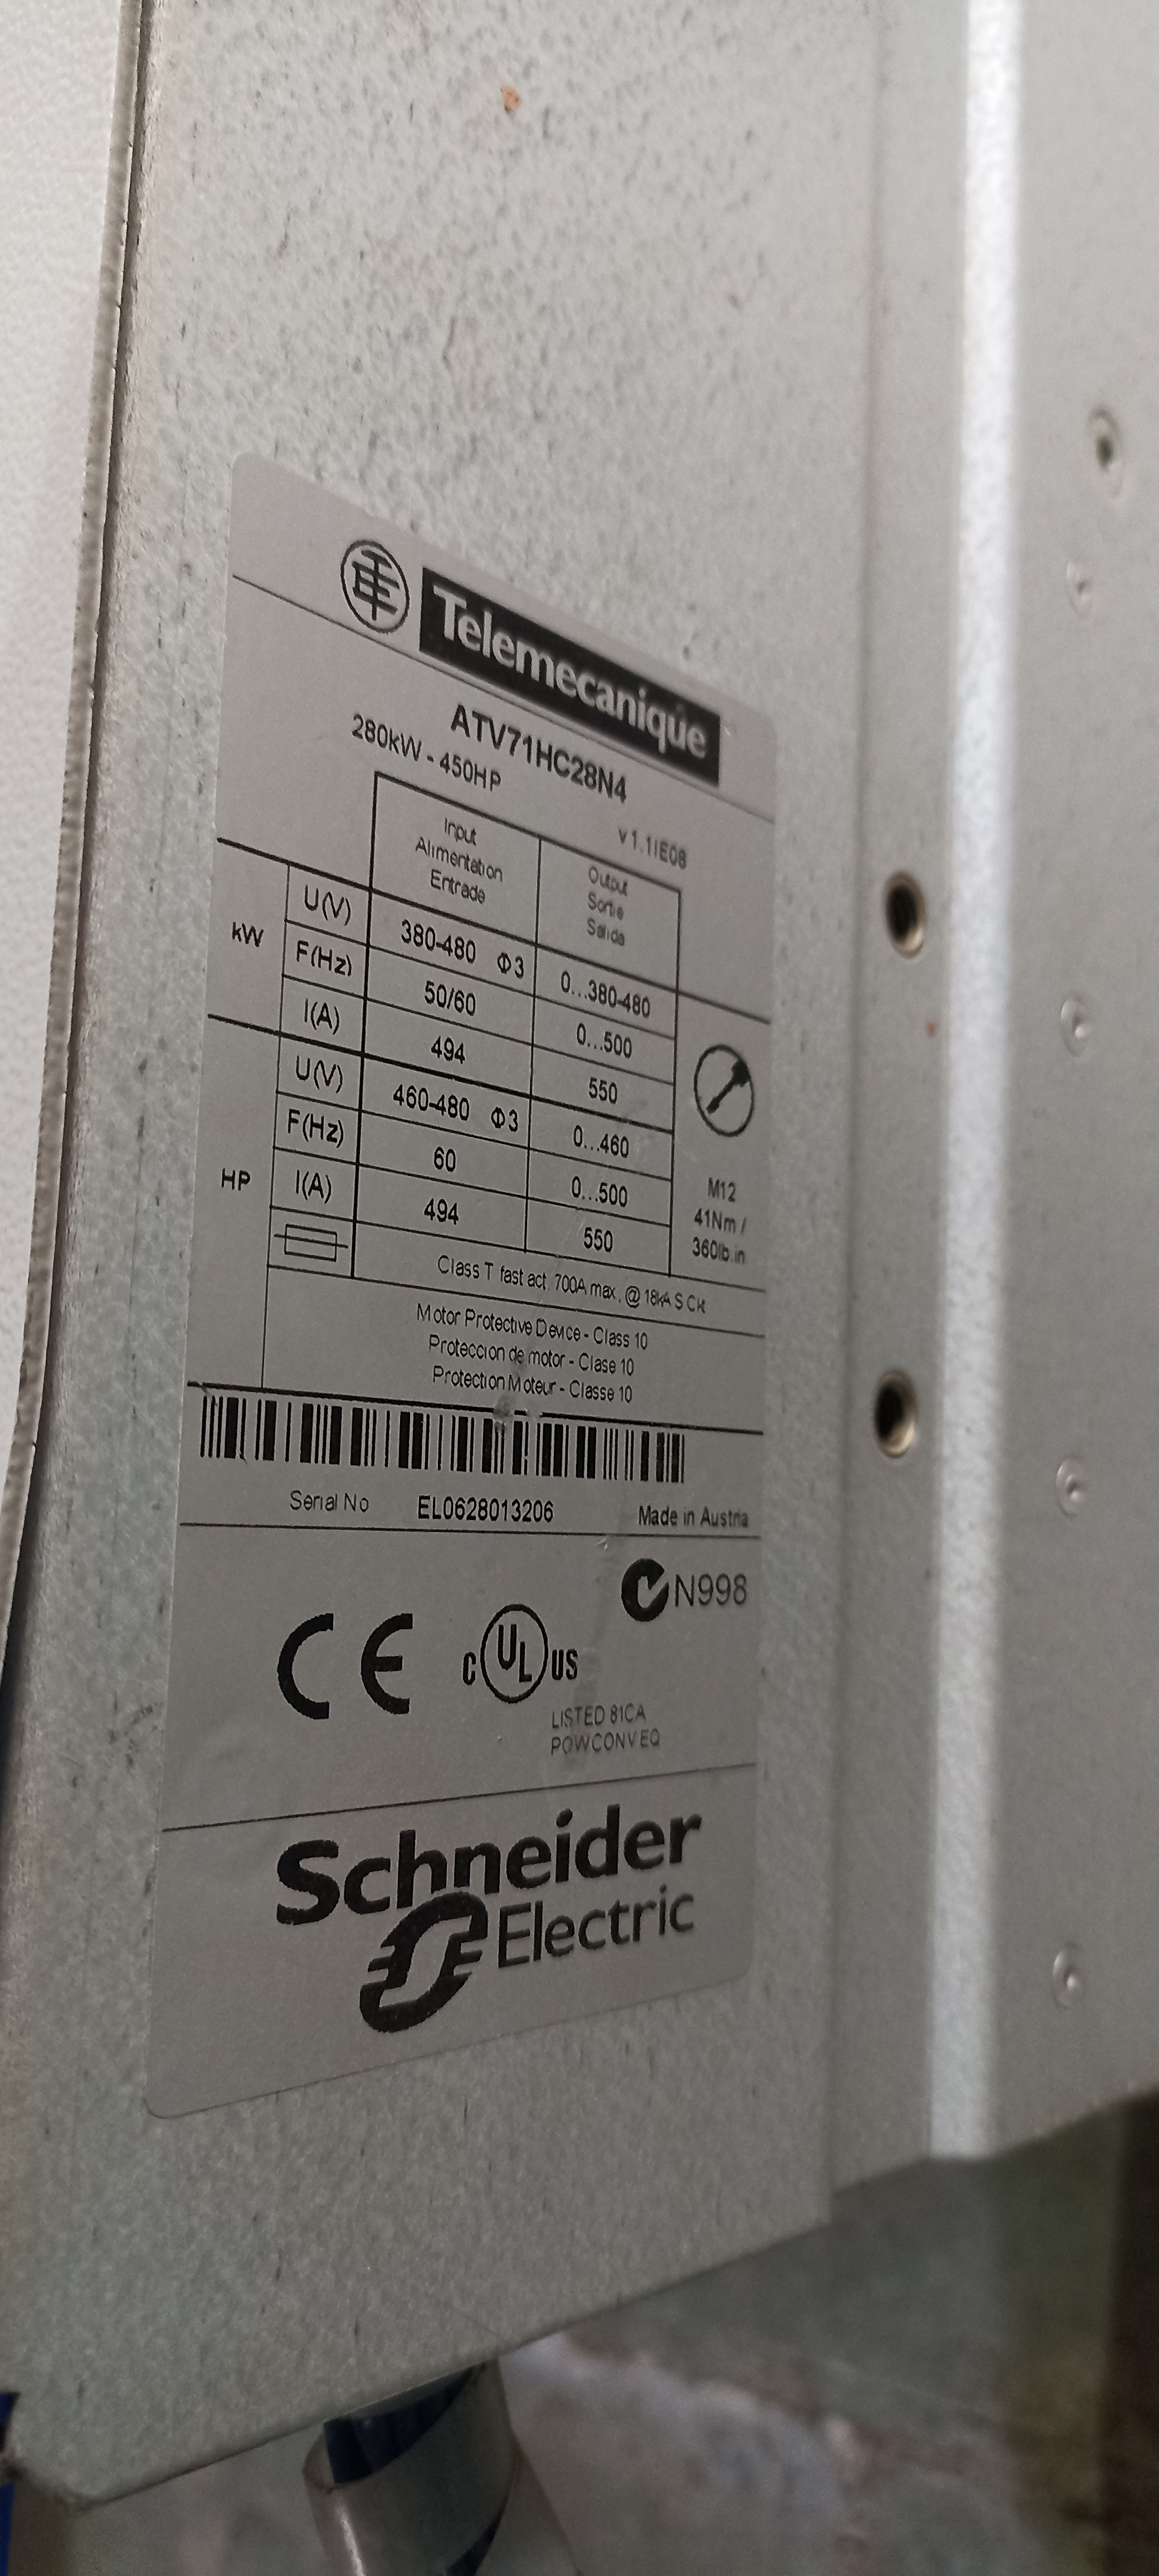 Telemecanique
ATV71HC28N4
280kW - 450HP
v1.1IE08
Input Alimentation Entrade
Output Sortie Salida
kW
U(V) 380-480 Φ3 0...380-480
F(Hz) 50/60 0...500
I(A) 494 550
HP
U(V) 460-480 Φ3 0...460
F(Hz) 60 0...500
I(A) 494 550
M12
41Nm /
360lb.in
Class T fast act. 700A max. @ 18kA SCkt
Motor Protective Device - Class 10
Proteccion de motor - Clase 10
Protection Moteur - Classe 10
Serial No EL0628013206 Made in Austria
N998
CE
C UL US
LISTED 81CA
POWCONVEQ
Schneider
Electric